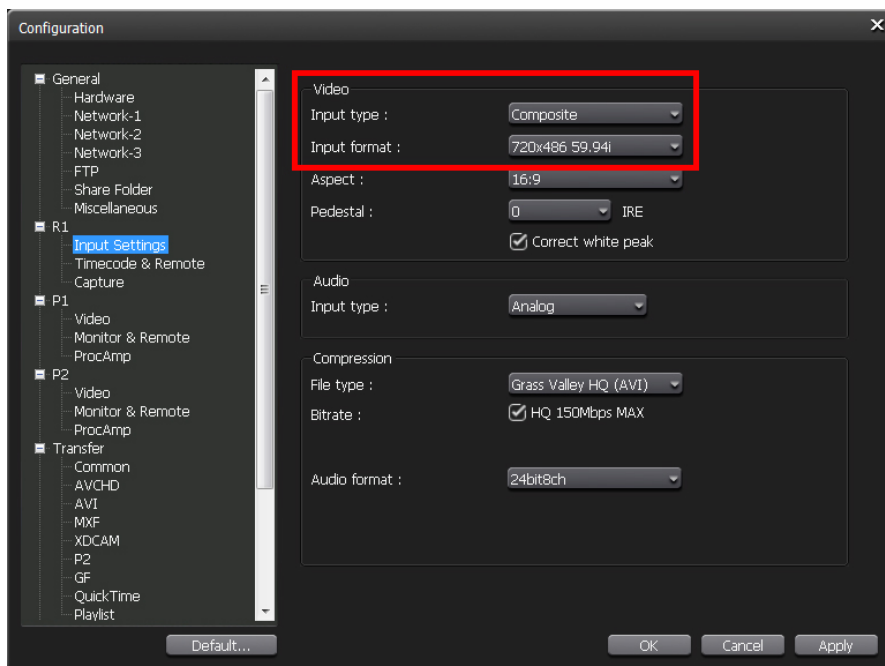 Configuration
General
Hardware
Network-1
Network-2
Network-3
FTP
Share Folder
Miscellaneous
R1
Input Settings
Timecode & Remote
Capture
P1
Video
Monitor & Remote
ProcAmp
P2
Video
Monitor & Remote
ProcAmp
Transfer
Common
AVCHD
AVI
MXF
XDCAM
P2
GF
QuickTime
Playlist
Video
Input type : Composite
Input format : 720x486 59.94i
Aspect : 16:9
Pedestal : 0 IRE
Correct white peak
Audio
Input type : Analog
Compression
File type : Grass Valley HQ (AVI)
Bitrate : HQ 150Mbps MAX
Audio format : 24bit8ch
Default... OK Cancel Apply